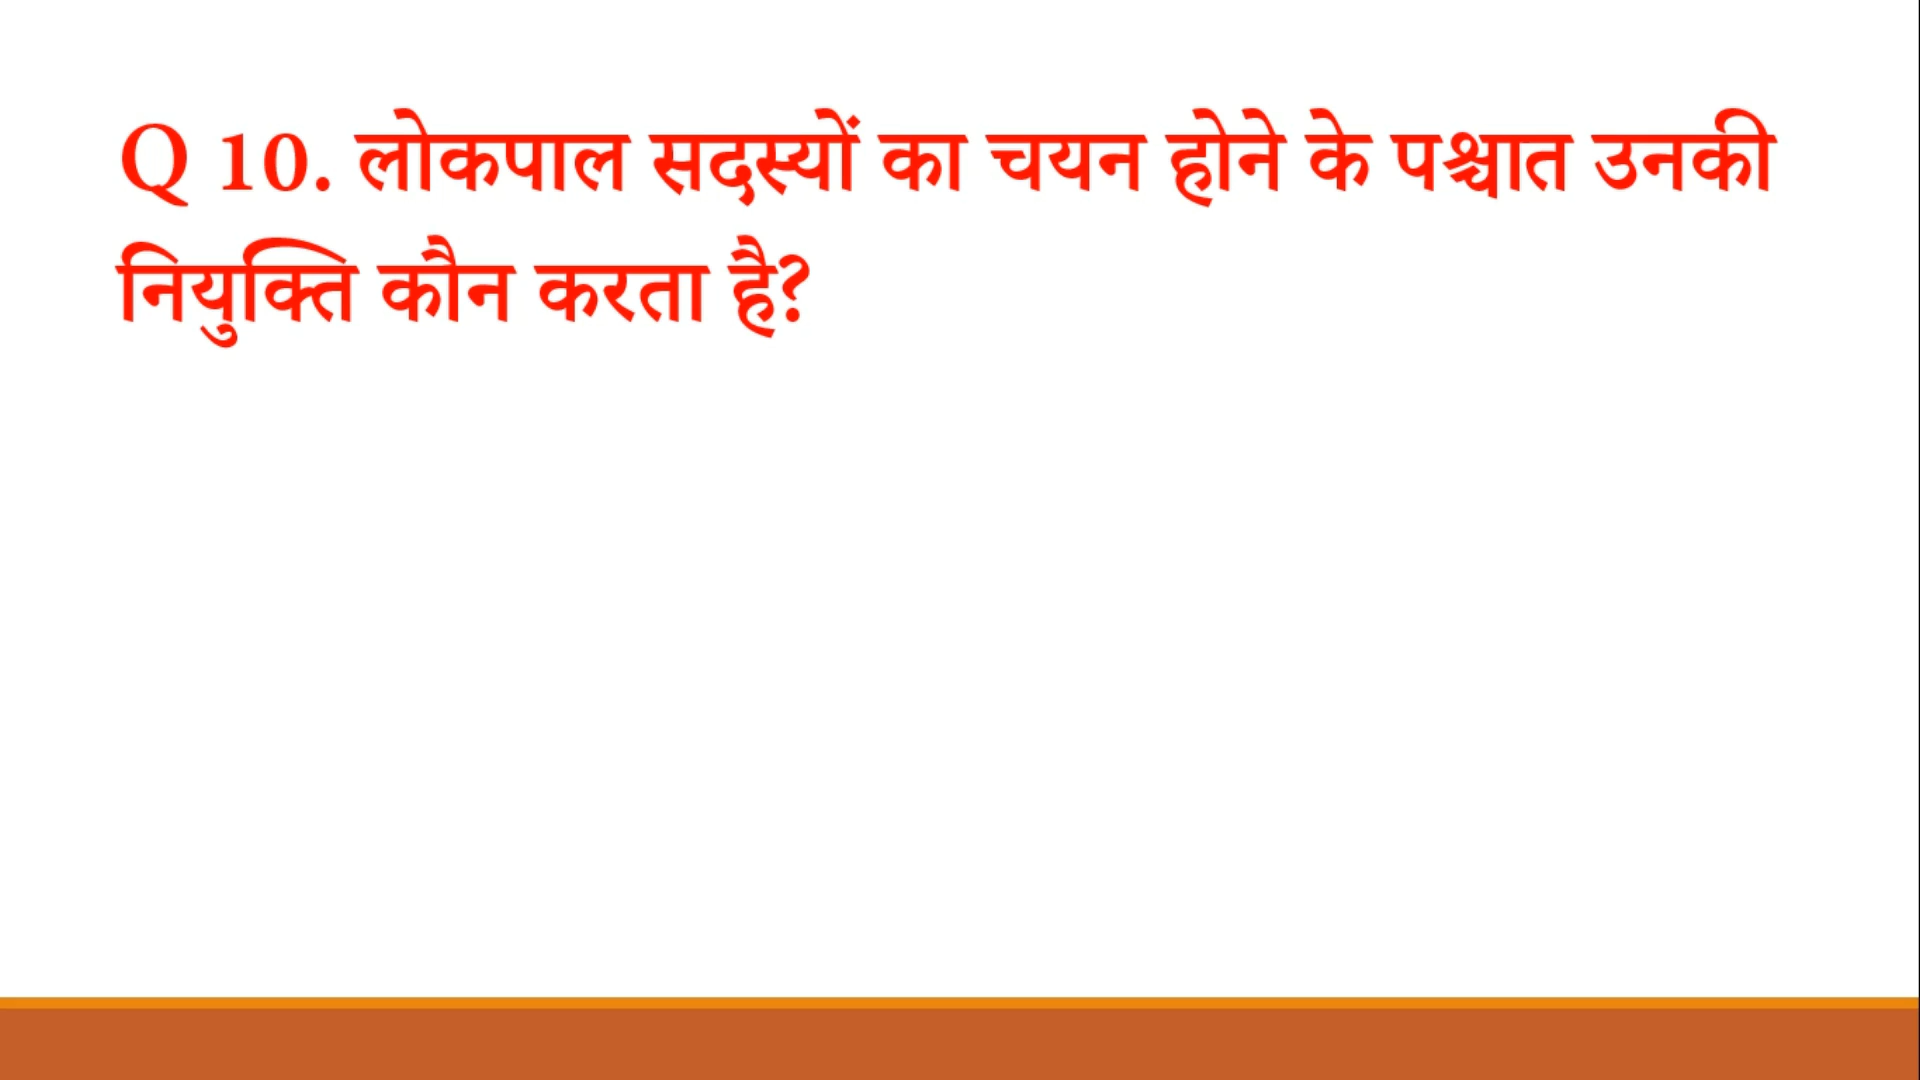 Q 10. लोकपाल सदस्यों का चयन होने के पश्चात उनकी
नियुक्ति कौन करता है?